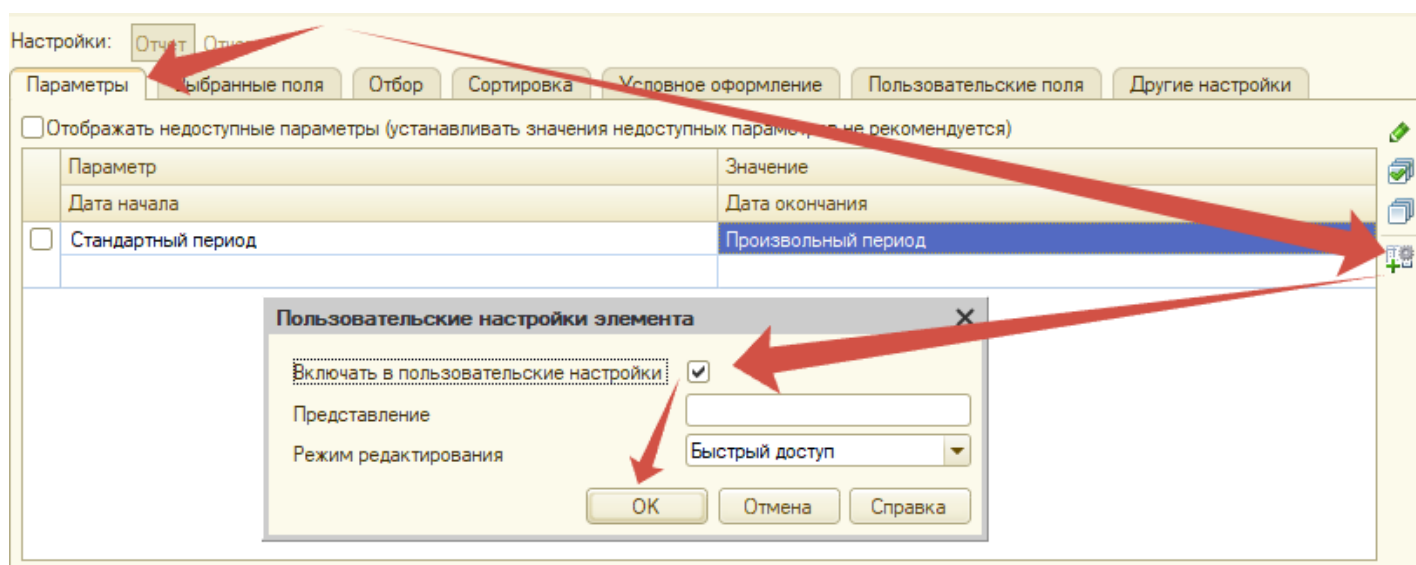 Настройки: Отчет
Параметры Выбранные поля Отбор Сортировка Условное оформление Пользовательские поля Другие настройки
Отображать недоступные параметры (устанавливать значения недоступных параметров не рекомендуется)
Параметр Значение
Дата начала Дата окончания
Стандартный период Произвольный период
Пользовательские настройки элемента
Включать в пользовательские настройки
Представление
Режим редактирования Быстрый доступ
OK Отмена Справка